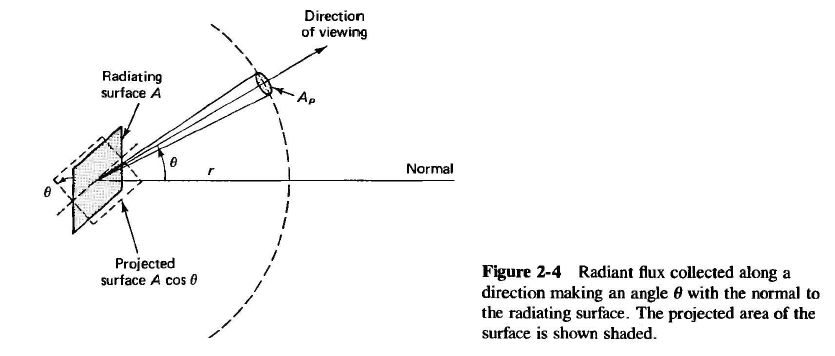 Direction
of viewing
Radiating
surface A
Aₚ
θ
r
Normal
θ
Projected
surface A cos θ
Figure 2-4 Radiant flux collected along a
direction making an angle θ with the normal to
the radiating surface. The projected area of the
surface is shown shaded.